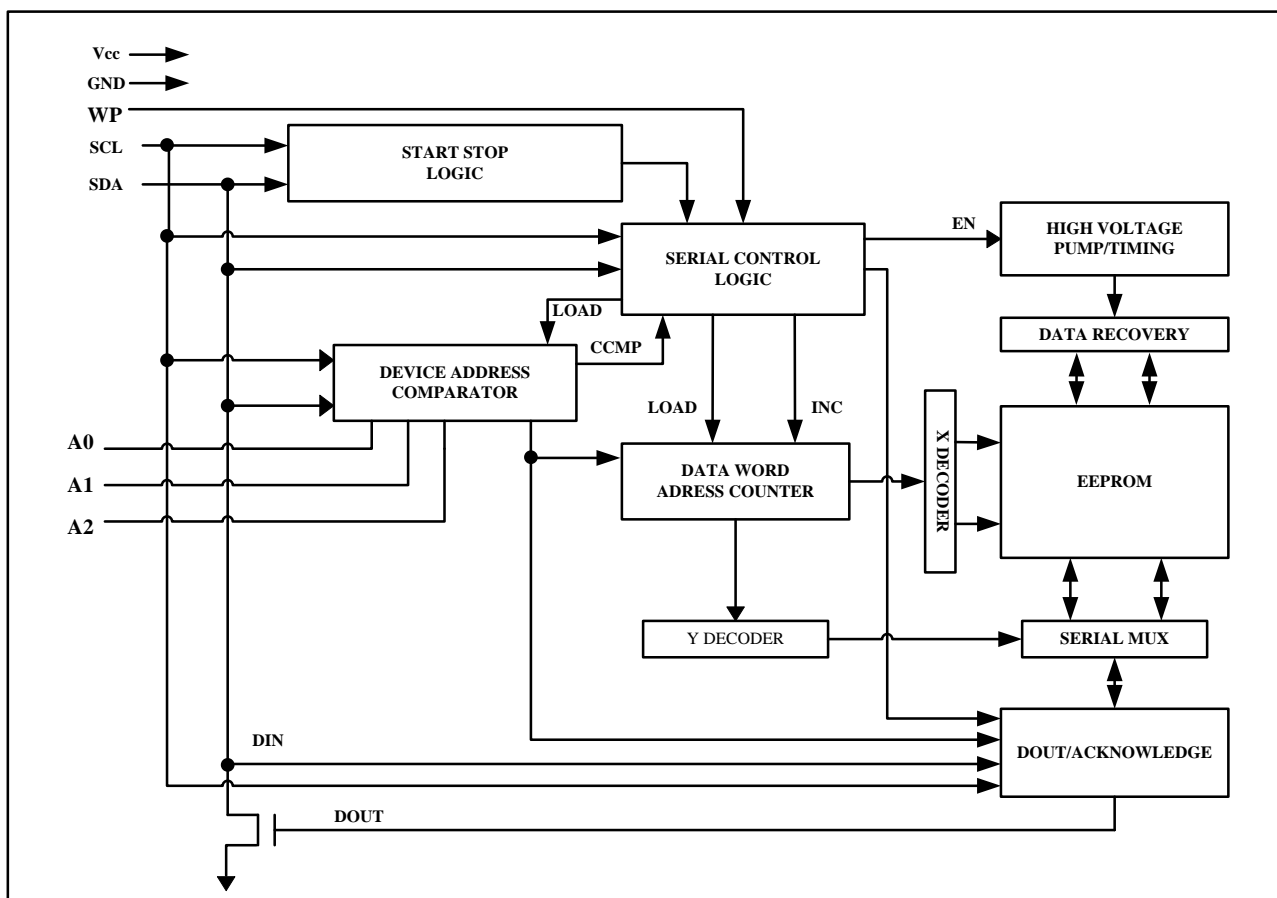 Vcc
GND
WP
SCL
SDA
START STOP
LOGIC
EN
HIGH VOLTAGE
PUMP/TIMING
SERIAL CONTROL
LOGIC
LOAD
CCMP
DATA RECOVERY
DEVICE ADDRESS
COMPARATOR
LOAD
INC
A0
A1
A2
DATA WORD
ADRESS COUNTER
X DECODER
EEPROM
Y DECODER
SERIAL MUX
DIN
DOUT/ACKNOWLEDGE
DOUT